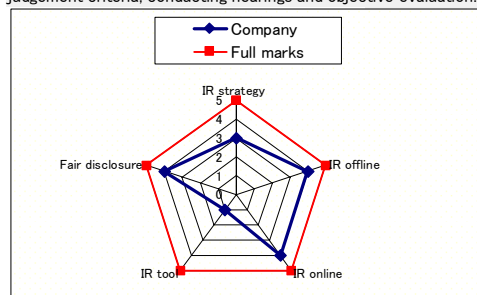 judgement criteria, conducting hearings and objective evaluation.
Company
Full marks
IR strategy
5
4
3
2
1
0
Fair disclosure
IR offline
IR tool
IR online